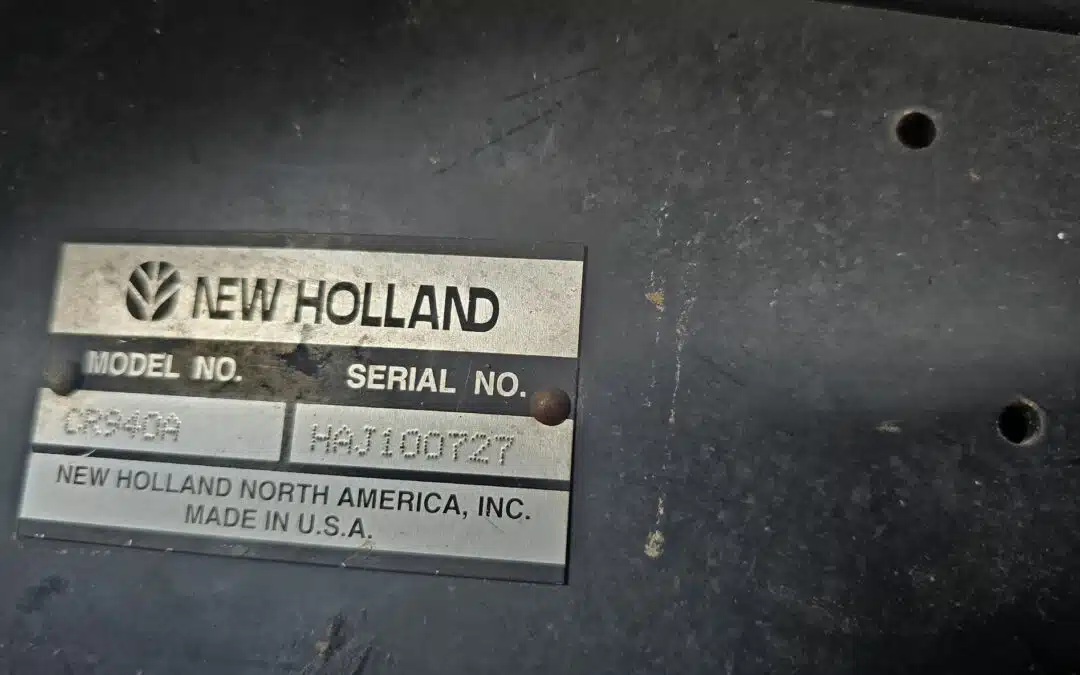 NEW HOLLAND
MODEL NO. SERIAL NO.
CR940A HAJ100727
NEW HOLLAND NORTH AMERICA, INC.
MADE IN U.S.A.